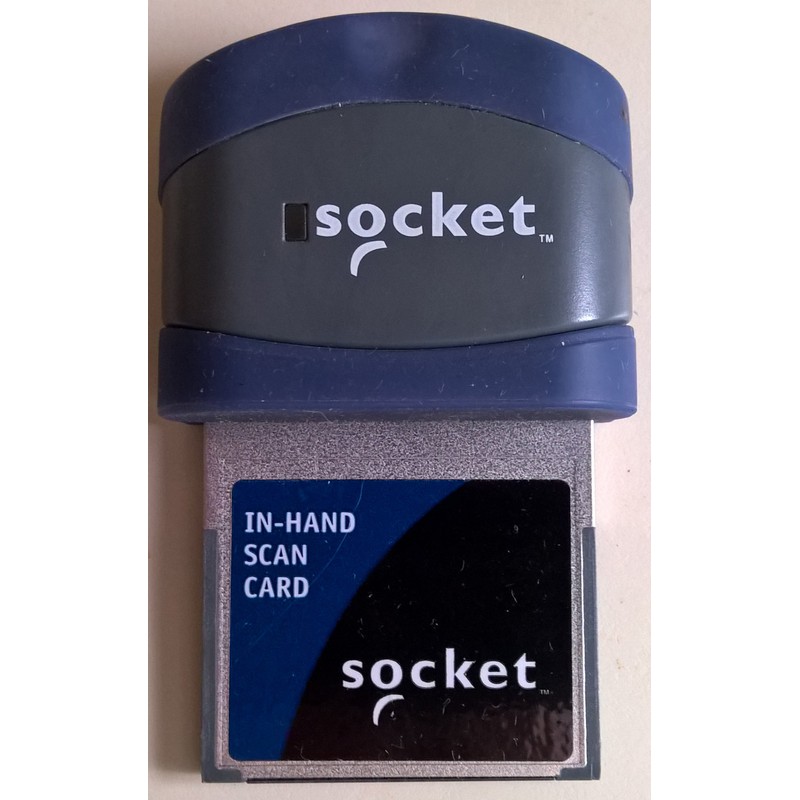 socket™
IN-HAND
SCAN
CARD
socket™